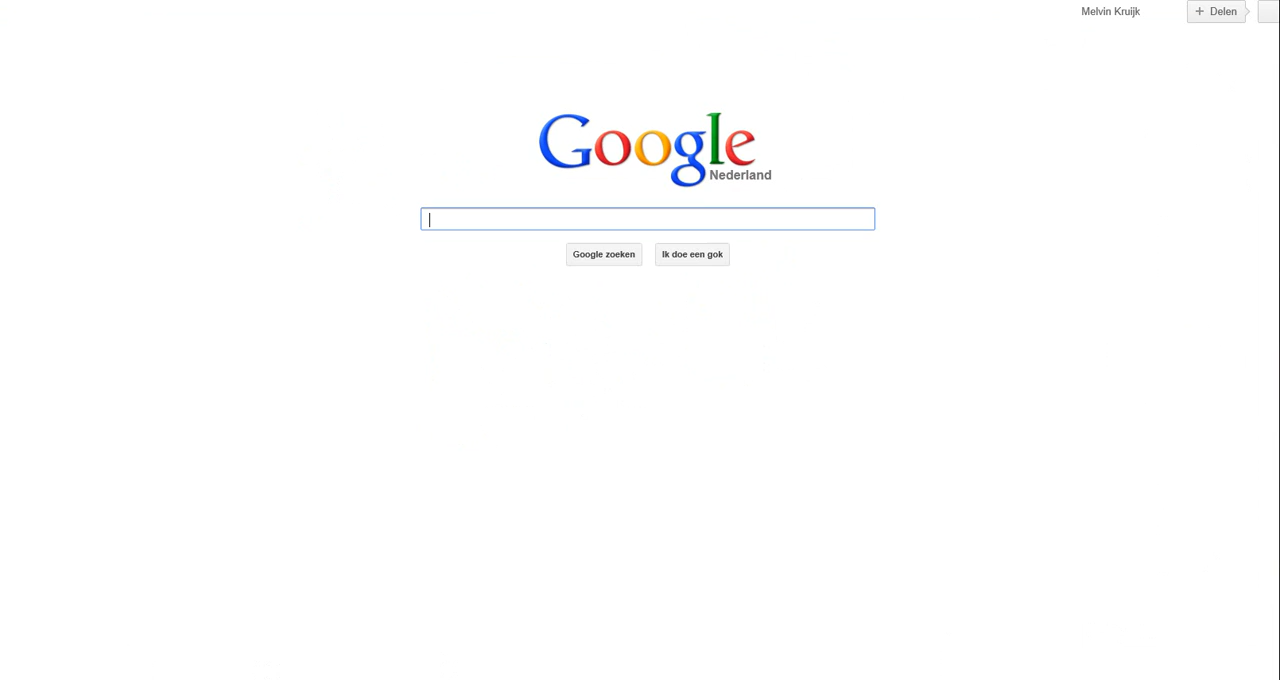 Melvin Kruijk
+ Delen
Google
Nederland
Google zoeken
Ik doe een gok